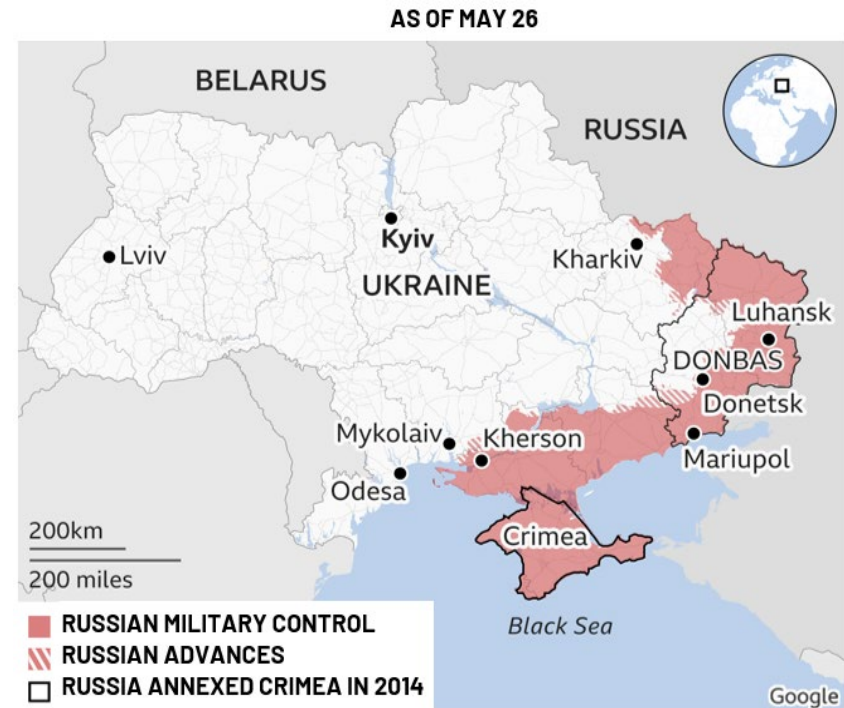 AS OF MAY 26
BELARUS
RUSSIA
Kyiv
Lviv
Kharkiv
UKRAINE
Luhansk
DONBAS
Donetsk
Mykolaiv
Kherson
Mariupol
Odesa
Crimea
200km
200 miles
Black Sea
RUSSIAN MILITARY CONTROL
RUSSIAN ADVANCES
RUSSIA ANNEXED CRIMEA IN 2014
Google